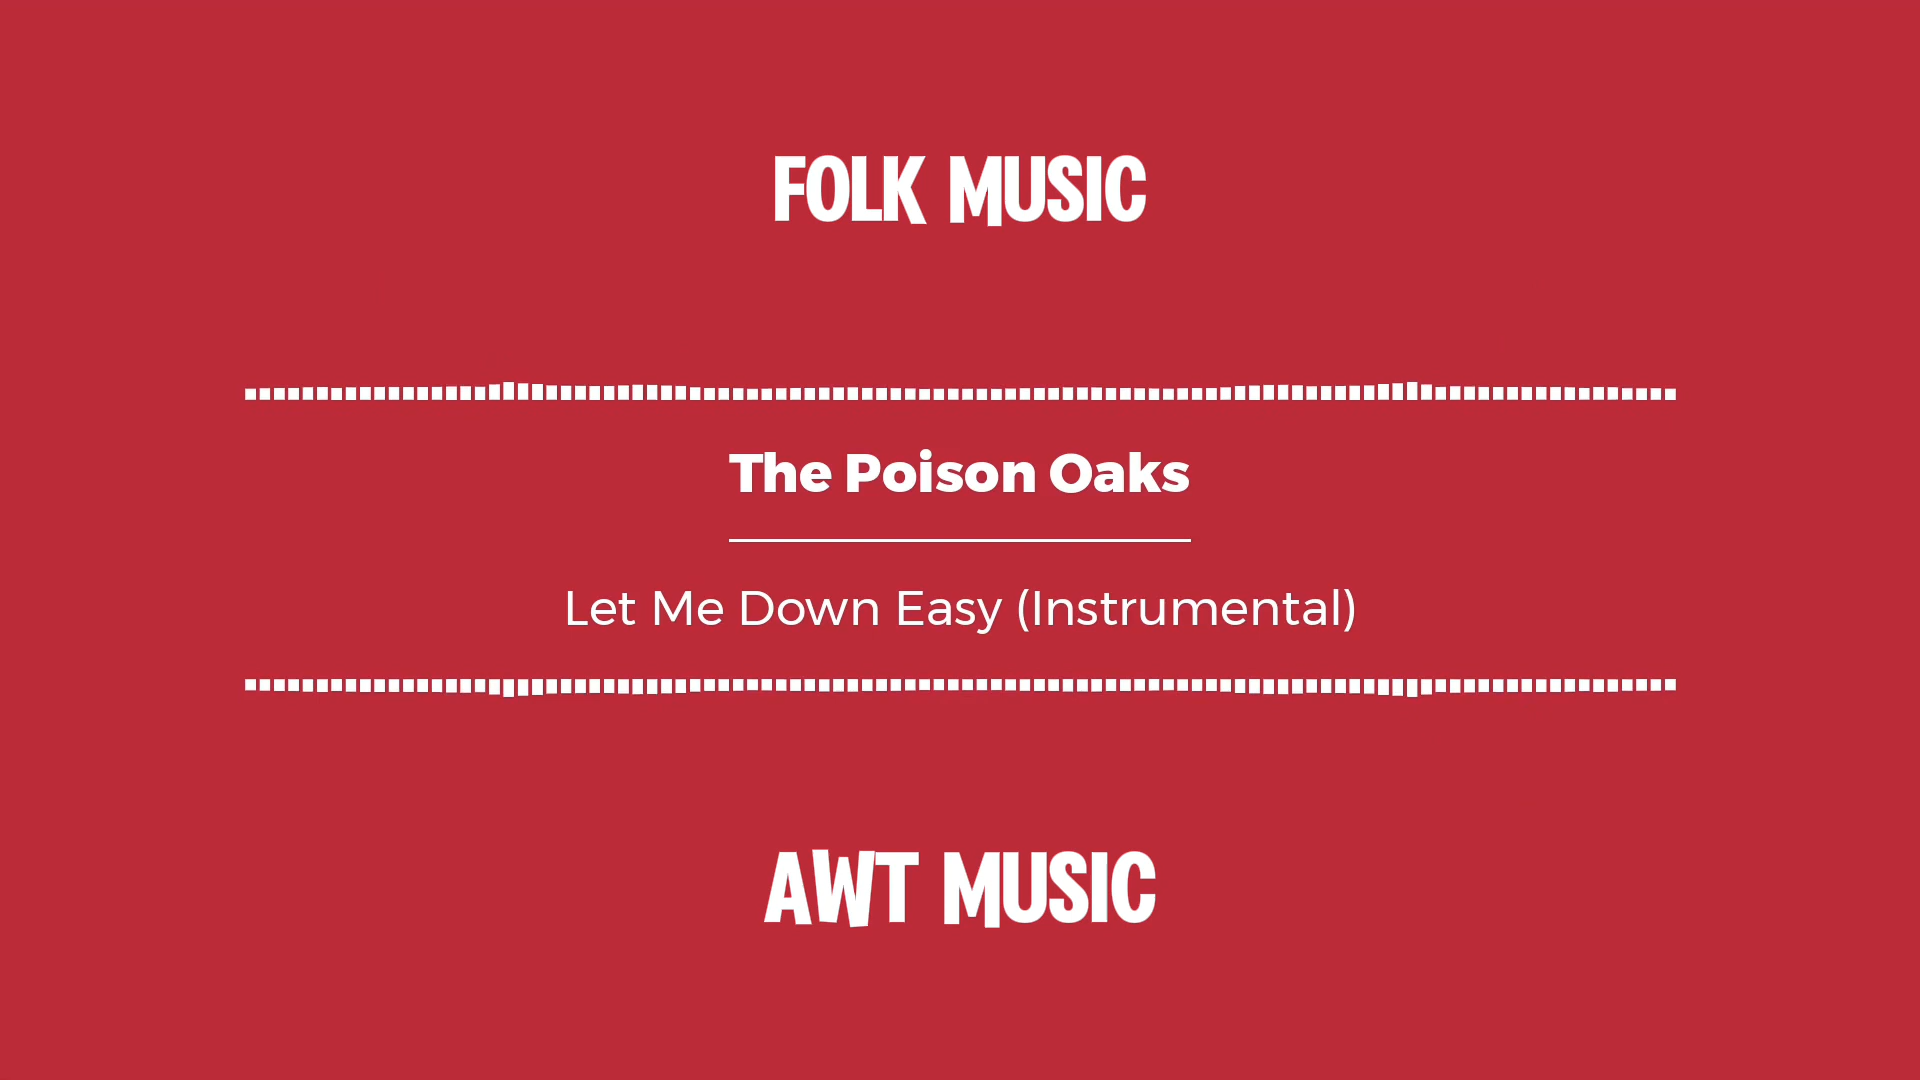 FOLK MUSIC
The Poison Oaks
Let Me Down Easy (Instrumental)
AWT MUSIC